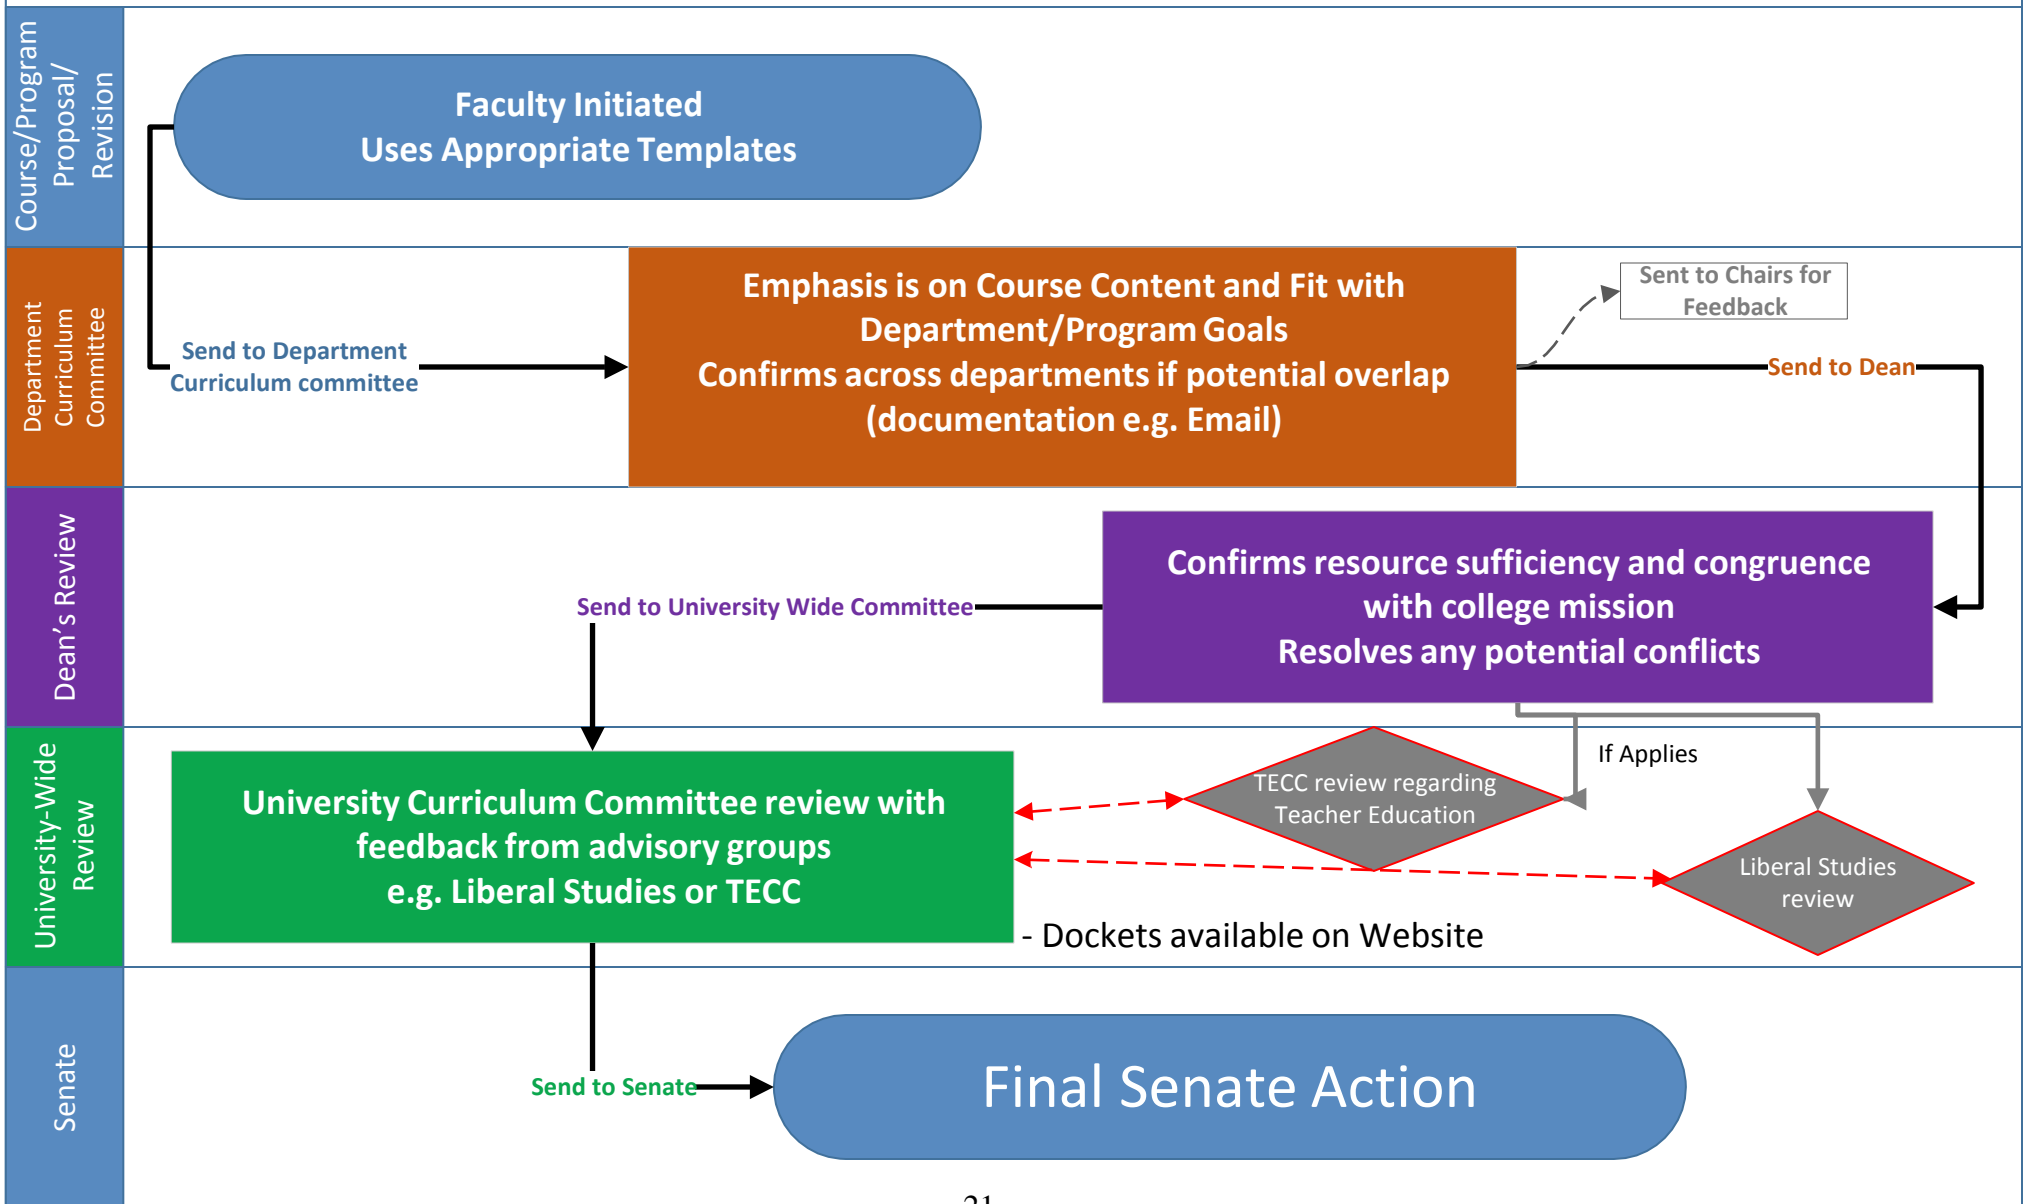 Course/Program
Proposal/
Revision
Faculty Initiated
Uses Appropriate Templates
Department
Curriculum
Committee
Send to Department
Curriculum committee
Emphasis is on Course Content and Fit with
Department/Program Goals
Confirms across departments if potential overlap
(documentation e.g. Email)
Sent to Chairs for
Feedback
Send to Dean
Dean's Review
Confirms resource sufficiency and congruence
with college mission
Resolves any potential conflicts
Send to University Wide Committee
University-Wide
Review
University Curriculum Committee review with
feedback from advisory groups
e.g. Liberal Studies or TECC
TECC review regarding
Teacher Education
If Applies
Liberal Studies
review
- Dockets available on Website
Senate
Send to Senate
Final Senate Action
21